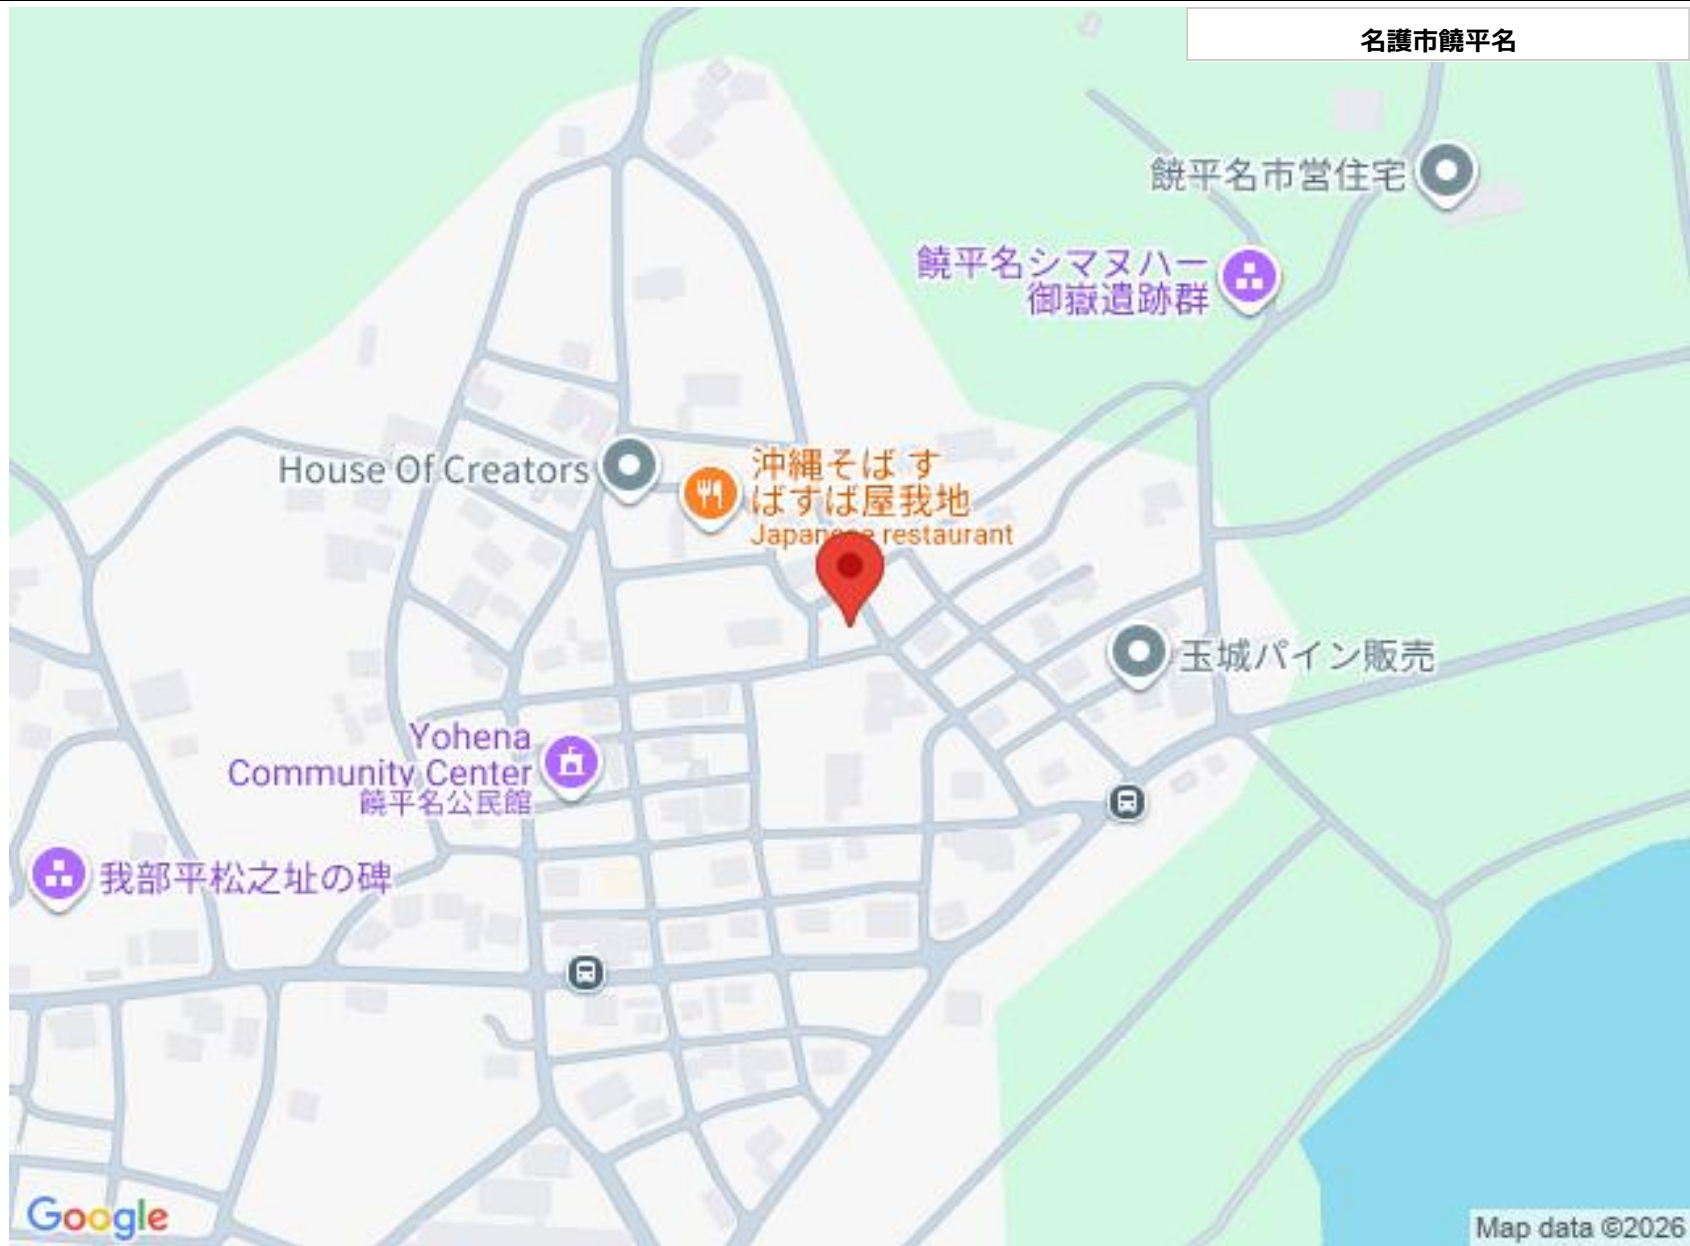 名護市饒平名
饒平名市営住宅
饒平名シマヌハー
御嶽遺跡群
House Of Creators
沖縄そば す
ばすば屋我地
Japanese restaurant
玉城パイン販売
Yohena
Community Center
饒平名公民館
我部平松之址の碑
Google
Map data ©2026